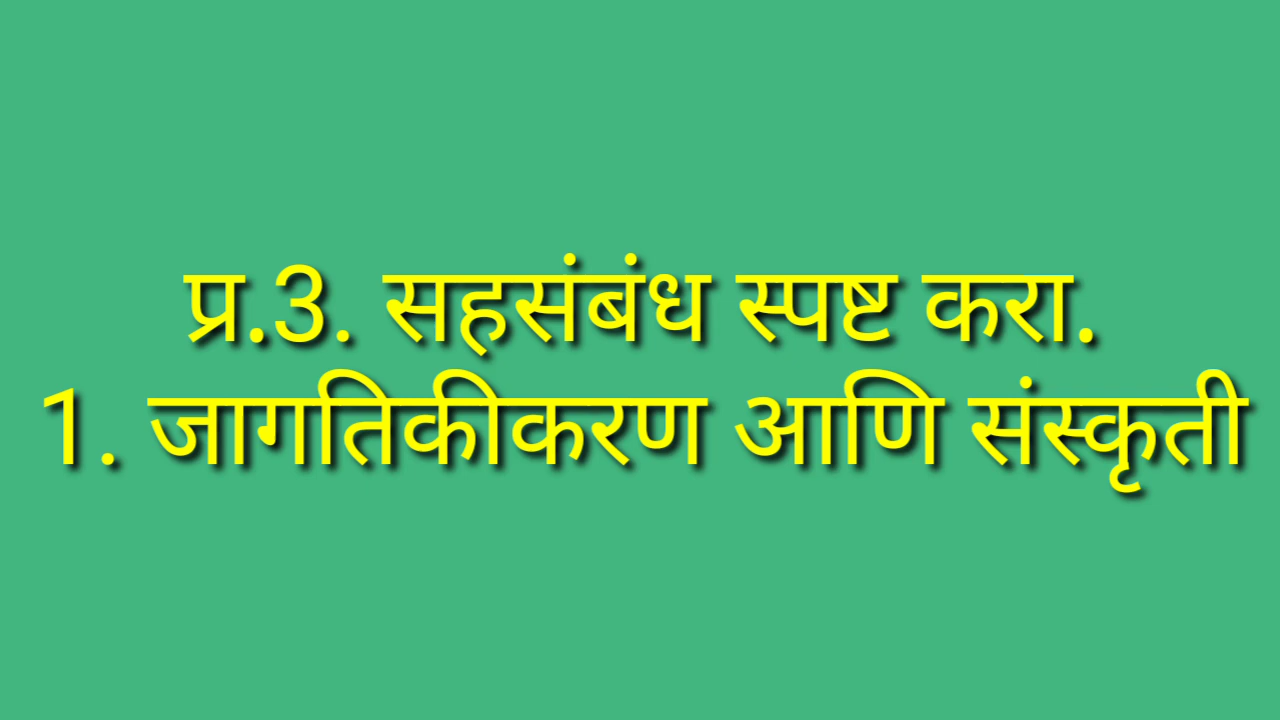 प्र.3. सहसंबंध स्पष्ट करा.
1. जागतिकीकरण आणि संस्कृती